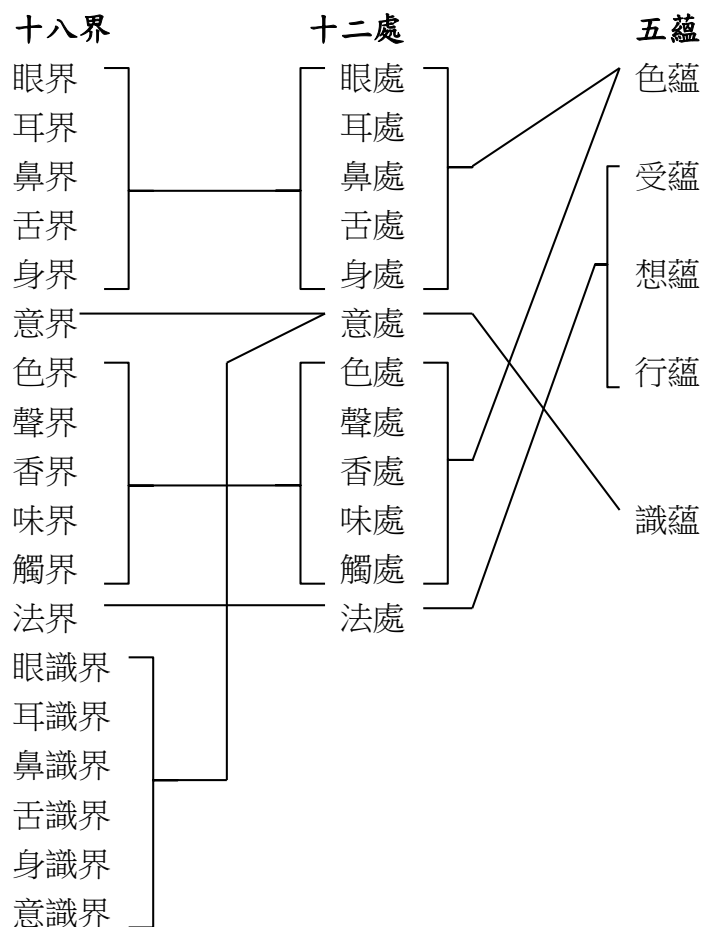 十八界 十二處 五蘊
眼界 眼處 色蘊
耳界 耳處
鼻界 鼻處 受蘊
舌界 舌處
身界 身處 想蘊
意界 意處
色界 色處 行蘊
聲界 聲處
香界 香處
味界 味處 識蘊
觸界 觸處
法界 法處
眼識界
耳識界
鼻識界
舌識界
身識界
意識界